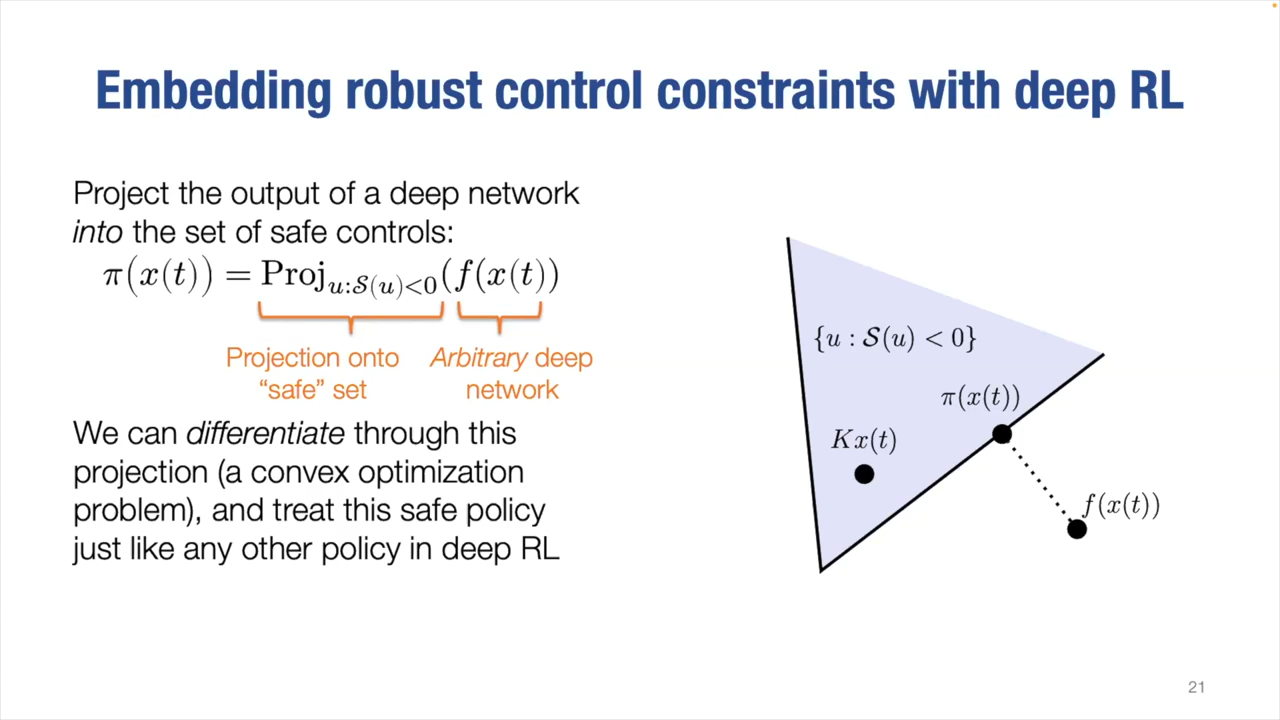 Embedding robust control constraints with deep RL
Project the output of a deep network
into the set of safe controls:
π(x(t)) = Proj_{u:𝒮(u)<0}(f(x(t))
Projection onto
“safe” set
Arbitrary deep
network
We can differentiate through this
projection (a convex optimization
problem), and treat this safe policy
just like any other policy in deep RL
{u : 𝒮(u) < 0}
π(x(t))
Kx(t)
f(x(t))
21